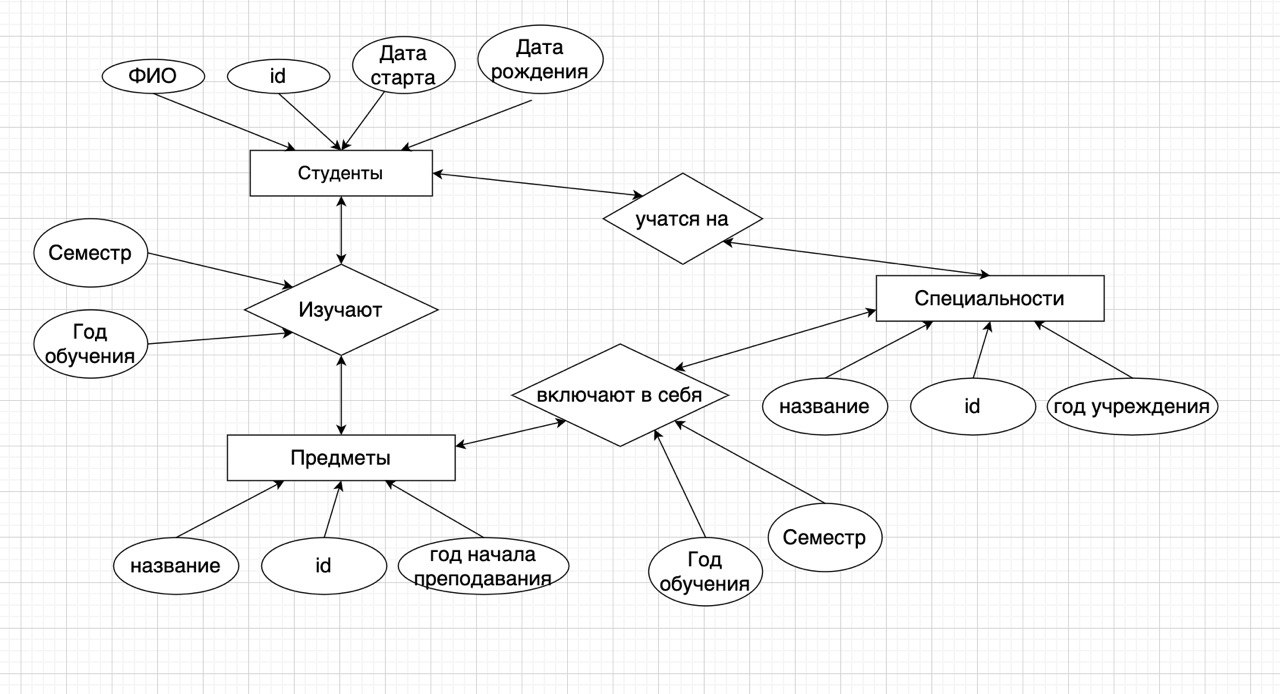 ФИО
id
Дата
старта
Дата
рождения
Студенты
учатся на
Семестр
Изучают
Год
обучения
Специальности
включают в себя
название
id
год учреждения
Предметы
название
id
год начала
преподавания
Год
обучения
Семестр